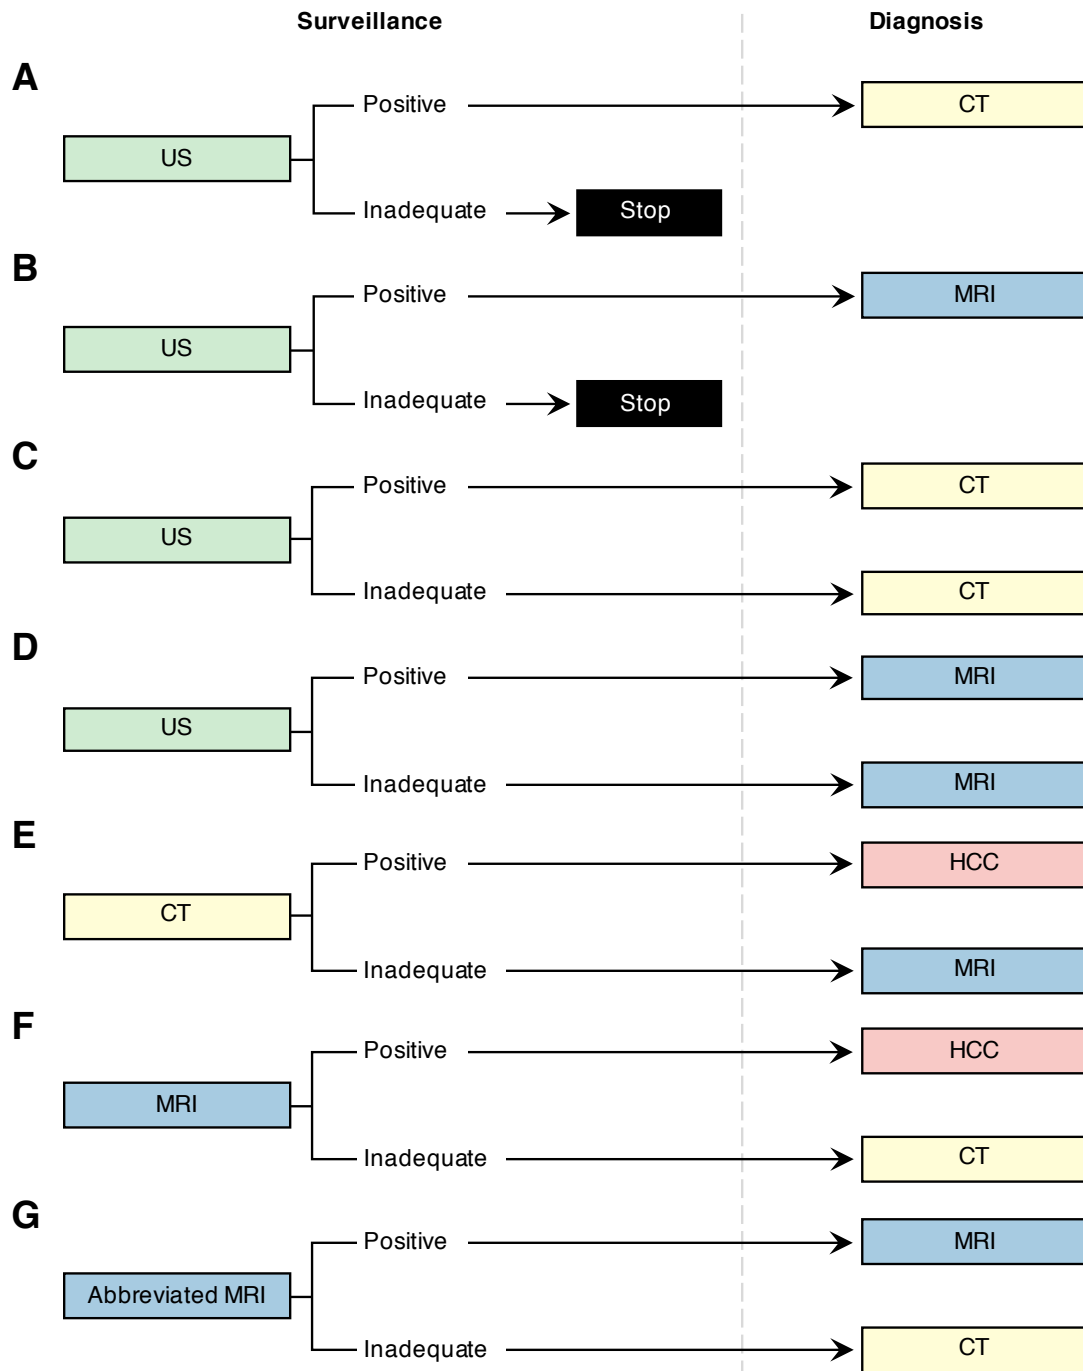 Surveillance Diagnosis
A
Positive CT
US
Inadequate Stop
B
Positive MRI
US
Inadequate Stop
C
Positive CT
US
Inadequate CT
D
Positive MRI
US
Inadequate MRI
E
Positive HCC
CT
Inadequate MRI
F
Positive HCC
MRI
Inadequate CT
G
Positive MRI
Abbreviated MRI
Inadequate CT